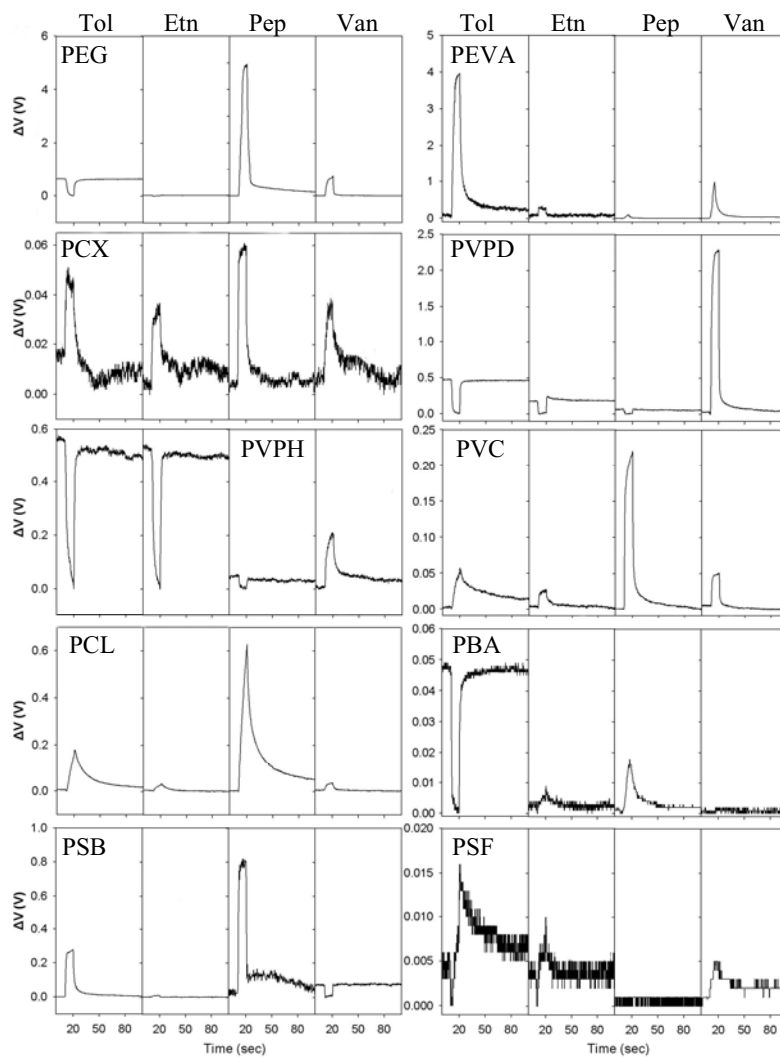 Tol Etn Pep Van
Tol Etn Pep Van
PEG
ΔV (V)
6
4
2
0
PEVA
5
4
3
2
1
0
PCX
ΔV (V)
0.06
0.04
0.02
0.00
PVPD
ΔV (V)
2.5
2.0
1.5
1.0
0.5
0.0
PVPH
ΔV (V)
0.6
0.4
0.2
0.0
PVC
0.25
0.20
0.15
0.10
0.05
0.00
PCL
ΔV (V)
0.6
0.4
0.2
0.0
PBA
0.06
0.05
0.04
0.03
0.02
0.01
0.00
PSB
ΔV (V)
1.0
0.8
0.6
0.4
0.2
0.0
20 50 80 20 50 80 20 50 80 20 50 80
Time (sec)
PSF
0.020
0.015
0.010
0.005
0.000
20 50 80 20 50 80 20 50 80 20 50 80
Time (sec)